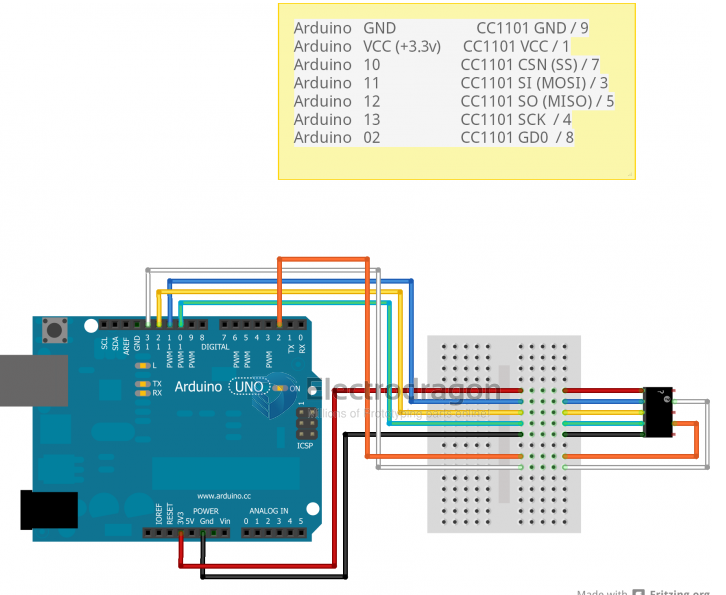 Arduino GND CC1101 GND / 9
Arduino VCC (+3.3v) CC1101 VCC / 1
Arduino 10 CC1101 CSN (SS) / 7
Arduino 11 CC1101 SI (MOSI) / 3
Arduino 12 CC1101 SO (MISO) / 5
Arduino 13 CC1101 SCK / 4
Arduino 02 CC1101 GD0 / 8
SCL SDA AREF GND 13 12 11 10 9 8 7 6 5 4 3 2 1 0
PWM PWM PWM DIGITAL PWM PWM PWM TX RX
L
TX
RX
Arduino UNO ON
Electrodragon
Millions of Prototyping parts
1
ICSP
www.arduino.cc
POWER ANALOG IN
IOREF RESET 3V3 5V Gnd Vin 0 1 2 3 4 5
Made with Fritzing.org